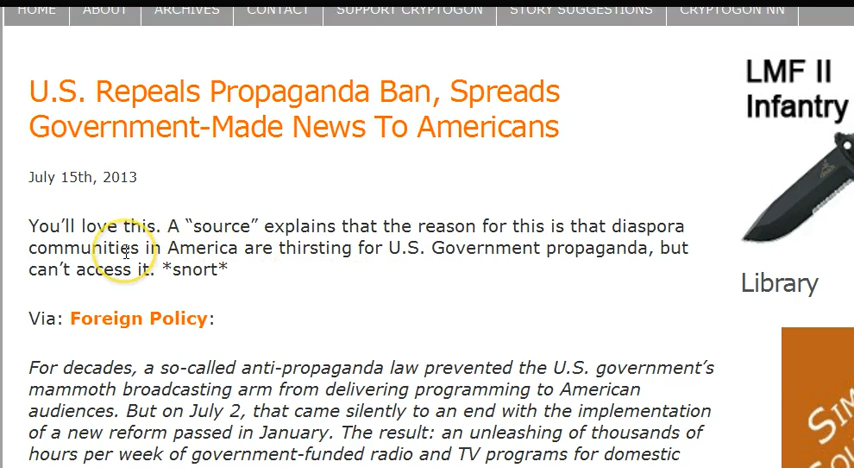 HOME ABOUT ARCHIVES CONTACT SUPPORT CRYPTOGON STORY SUGGESTIONS CRYPTOGON NN
U.S. Repeals Propaganda Ban, Spreads
Government-Made News To Americans
July 15th, 2013
You'll love this. A “source” explains that the reason for this is that diaspora
communities in America are thirsting for U.S. Government propaganda, but
can't access it. *snort*
Via: Foreign Policy:
For decades, a so-called anti-propaganda law prevented the U.S. government's
mammoth broadcasting arm from delivering programming to American
audiences. But on July 2, that came silently to an end with the implementation
of a new reform passed in January. The result: an unleashing of thousands of
hours per week of government-funded radio and TV programs for domestic
LMF II
Infantry
Library